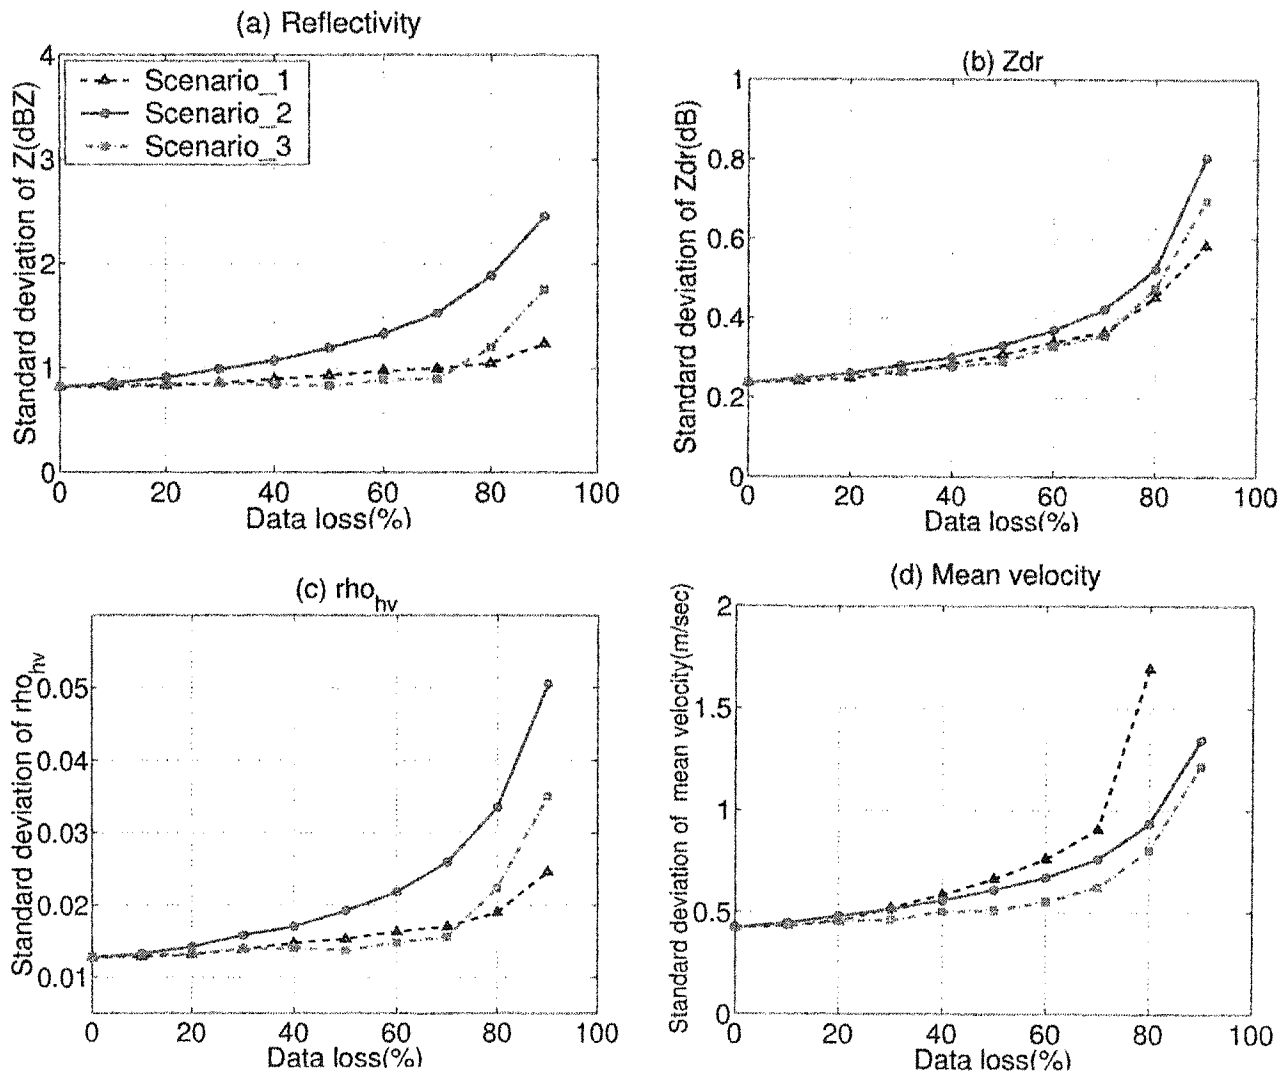 (a) Reflectivity
Standard deviation of Z(dBZ)
4
3
2
1
0
Scenario_1
Scenario_2
Scenario_3
0 20 40 60 80 100
Data loss(%)
(b) Zdr
Standard deviation of Zdr(dB)
1
0.8
0.6
0.4
0.2
0
0 20 40 60 80 100
Data loss(%)
(c) rho_hv
Standard deviation of rho_hv
0.05
0.04
0.03
0.02
0.01
0 20 40 60 80 100
Data loss(%)
(d) Mean velocity
Standard deviation of mean velocity(m/sec)
2
1.5
1
0.5
0
0 20 40 60 80 100
Data loss(%)